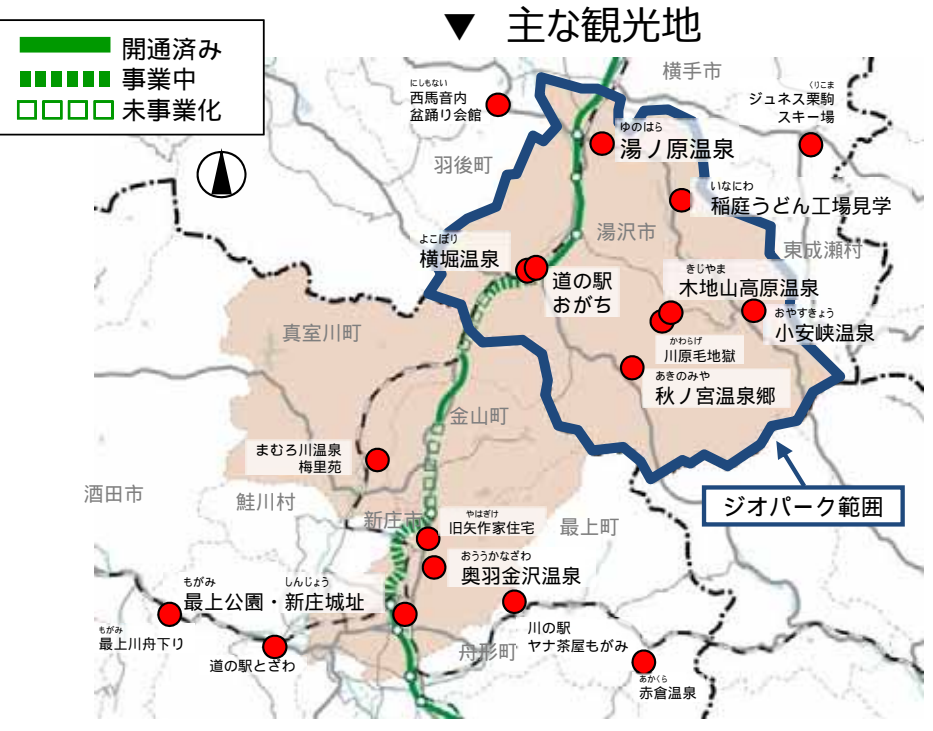 ▼ 主な観光地
開通済み
事業中
未事業化
横手市
にしもない
西馬音内
盆踊り会館
くりこま
ジュネス栗駒
スキー場
ゆのはら
湯ノ原温泉
羽後町
いなにわ
稲庭うどん工場見学
湯沢市
東成瀬村
よこぼり
横堀温泉
道の駅
おがち
きじやま
木地山高原温泉
おやすきょう
小安峡温泉
かわらげ
川原毛地獄
あきのみや
秋ノ宮温泉郷
真室川町
金山町
まむろ川温泉
梅里苑
ジオパーク範囲
酒田市
鮭川村
新庄市
やはぎけ
旧矢作家住宅
最上町
おううかなざわ
奥羽金沢温泉
もがみ しんじょう
最上公園・新庄城址
もがみ
最上川舟下り
道の駅とざわ
舟形町
川の駅
ヤナ茶屋もがみ
あかくら
赤倉温泉